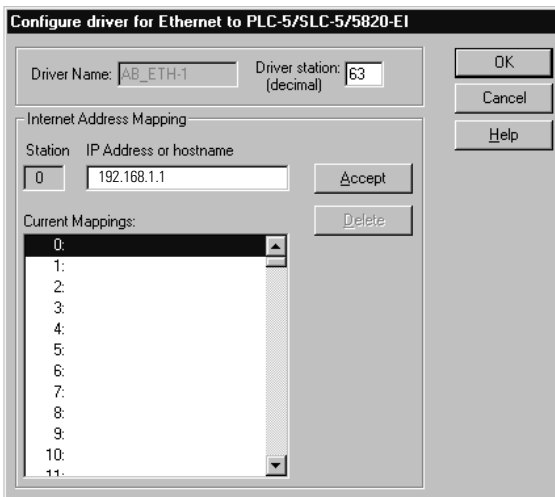 Configure driver for Ethernet to PLC-5/SLC-5/5820-EI
Driver Name: AB_ETH-1
Driver station: 63
(decimal)
OK
Cancel
Help
Internet Address Mapping
Station IP Address or hostname
0 192.168.1.1
Accept
Current Mappings:
Delete
0:
1:
2:
3:
4:
5:
6:
7:
8:
9:
10:
11: